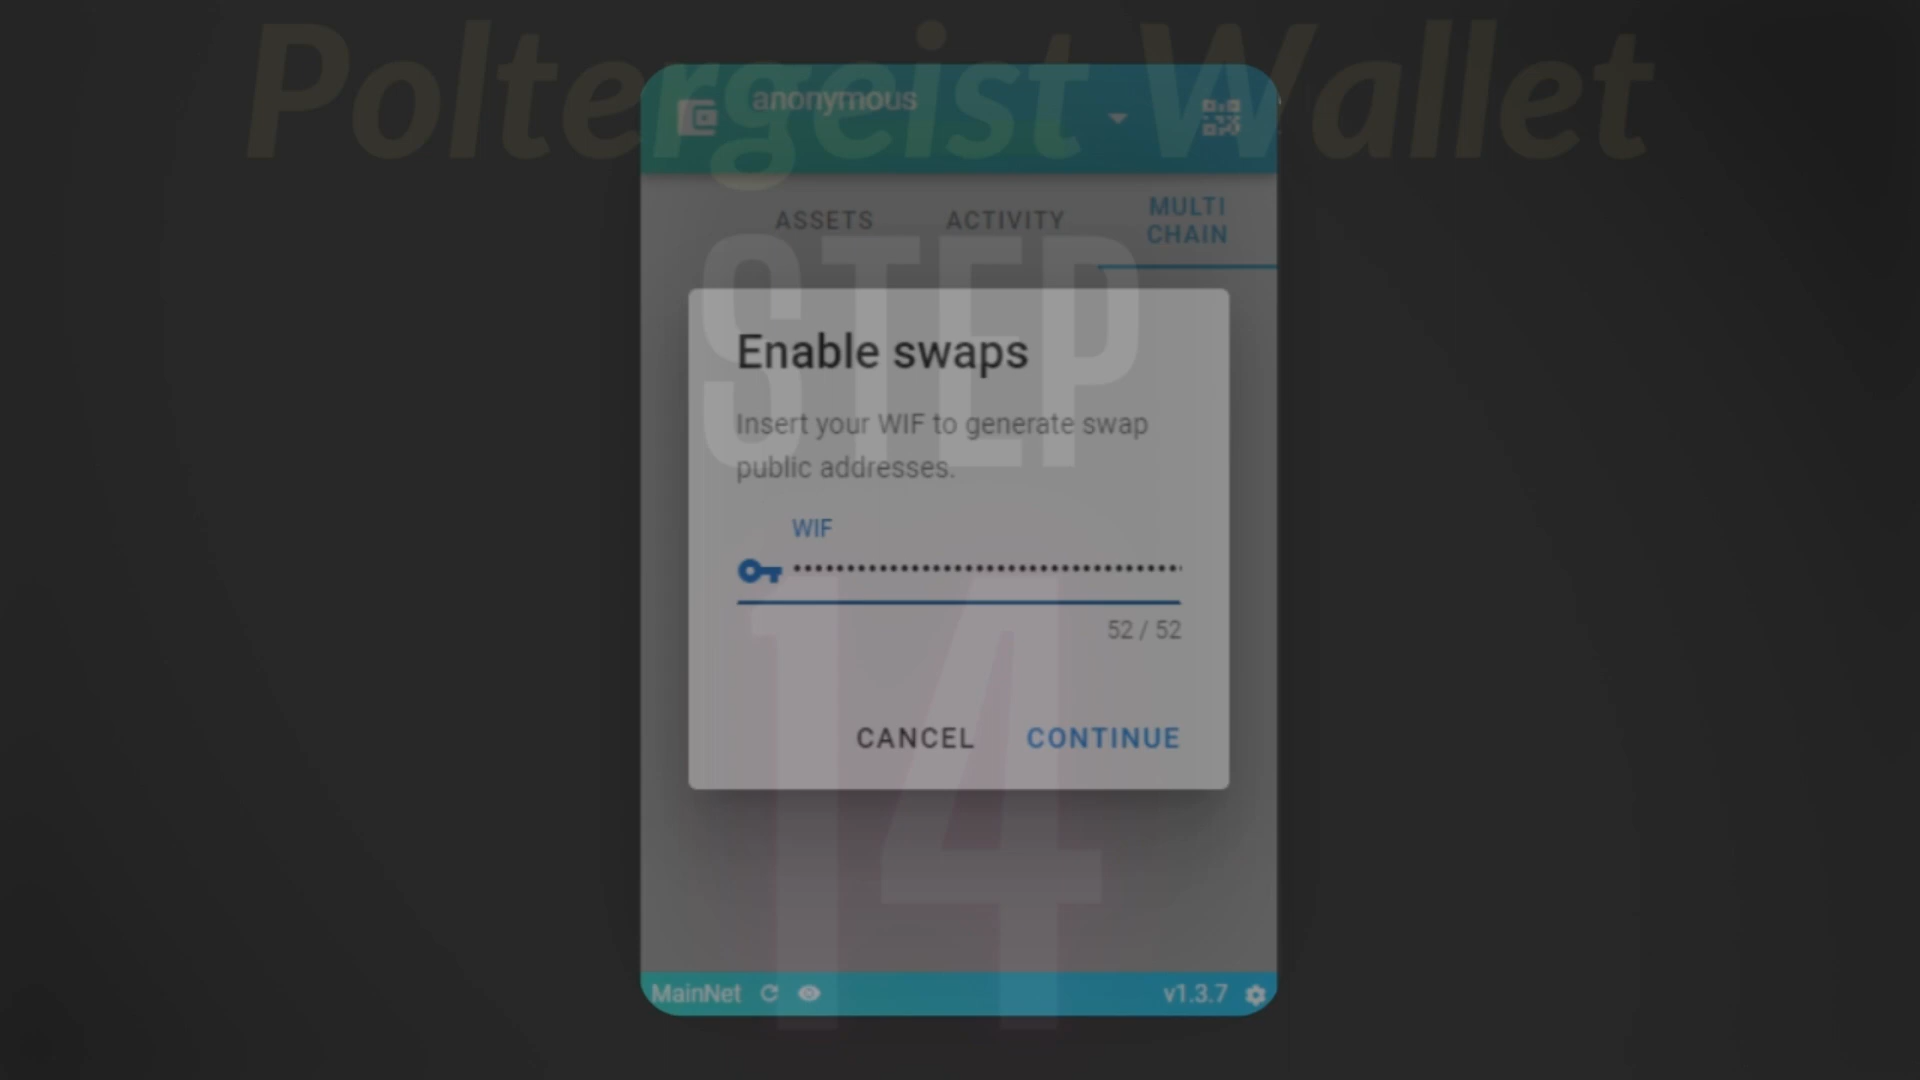 Poltergeist Wallet
anonymous
ASSETS
ACTIVITY
MULTI
CHAIN
STEP
Enable swaps
Insert your WIF to generate swap
public addresses.
WIF
52 / 52
14
CANCEL
CONTINUE
MainNet
v1.3.7